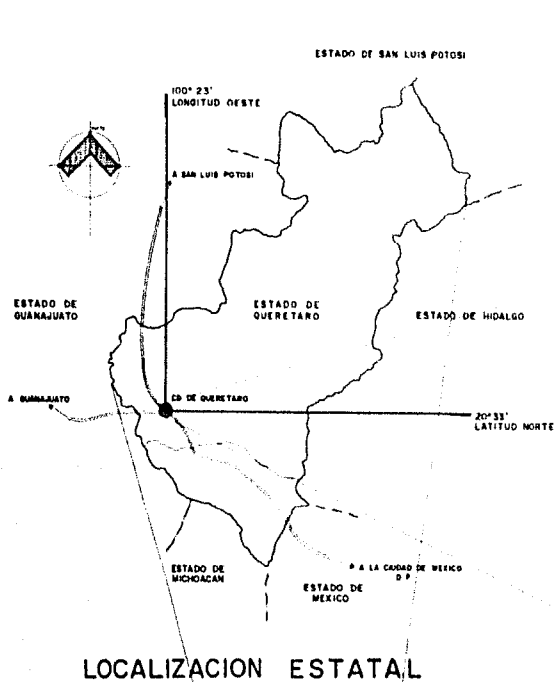 ESTADO DE SAN LUIS POTOSI
100° 23'
LONGITUD OESTE
A SAN LUIS POTOSI
ESTADO DE
GUANAJUATO
ESTADO DE
QUERETARO
ESTADO DE HIDALGO
A GUANAJUATO
CD. DE QUERETARO
20° 33'
LATITUD NORTE
ESTADO DE
MICHOACAN
A LA CIUDAD DE MEXICO
D F
ESTADO DE
MEXICO
LOCALIZACION ESTATAL